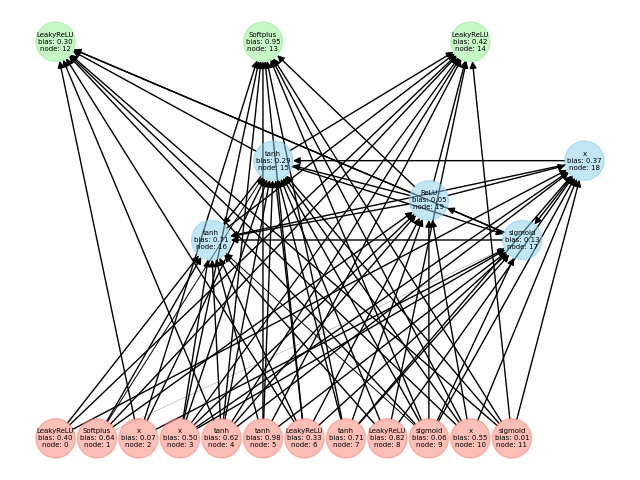 LeakyReLU
bias: 0.30
node: 12
Softplus
bias: 0.95
node: 13
LeakyReLU
bias: 0.42
node: 14
tanh
bias: 0.29
node: 15
x
bias: 0.37
node: 18
ReLU
bias: 0.05
node: 19
tanh
bias: 0.71
node: 16
sigmoid
bias: 0.13
node: 17
LeakyReLU
bias: 0.40
node: 0
Softplus
bias: 0.64
node: 1
x
bias: 0.07
node: 2
x
bias: 0.50
node: 3
tanh
bias: 0.62
node: 4
tanh
bias: 0.98
node: 5
LeakyReLU
bias: 0.33
node: 6
tanh
bias: 0.71
node: 7
LeakyReLU
bias: 0.82
node: 8
sigmoid
bias: 0.06
node: 9
x
bias: 0.55
node: 10
sigmoid
bias: 0.01
node: 11